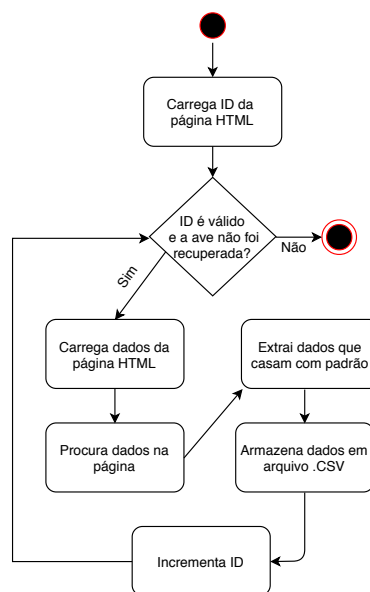 Carrega ID da
página HTML
ID é válido
e a ave não foi
recuperada?
Não
Sim
Carrega dados da
página HTML
Extrai dados que
casam com padrão
Procura dados na
página
Armazena dados em
arquivo .CSV
Incrementa ID